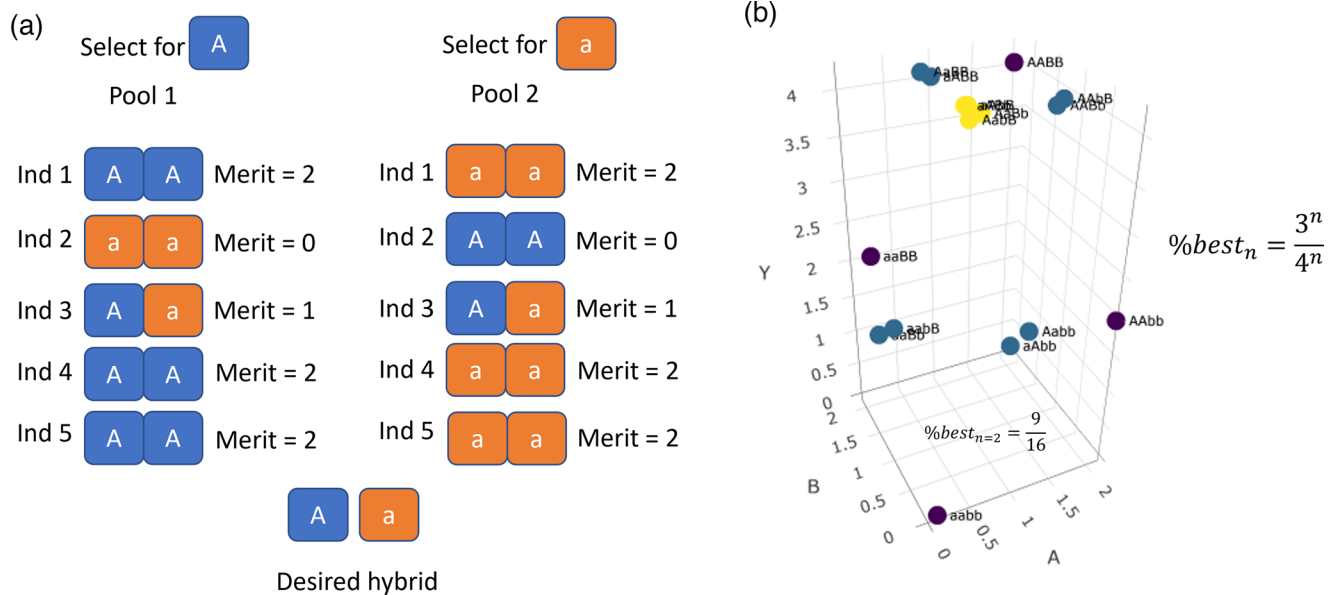 (a)
Select for A
Pool 1
Ind 1 A A Merit = 2
Ind 2 a a Merit = 0
Ind 3 A a Merit = 1
Ind 4 A A Merit = 2
Ind 5 A A Merit = 2
Select for a
Pool 2
Ind 1 a a Merit = 2
Ind 2 A A Merit = 0
Ind 3 A a Merit = 1
Ind 4 a a Merit = 2
Ind 5 a a Merit = 2
A a
Desired hybrid
(b)
AaBB
aABB
AABB
AAbB
AABb
AaBb
AabB
aaBB
aabB
aaBb
Aabb
aAbb
AAbb
aabb
Y
4
3.5
3
2.5
2
1.5
1
0.5
0
B
2
1.5
1
0.5
0
A
0
0.5
1
1.5
2
%best_{n=2} = 9/16
%best_n = 3^n/4^n